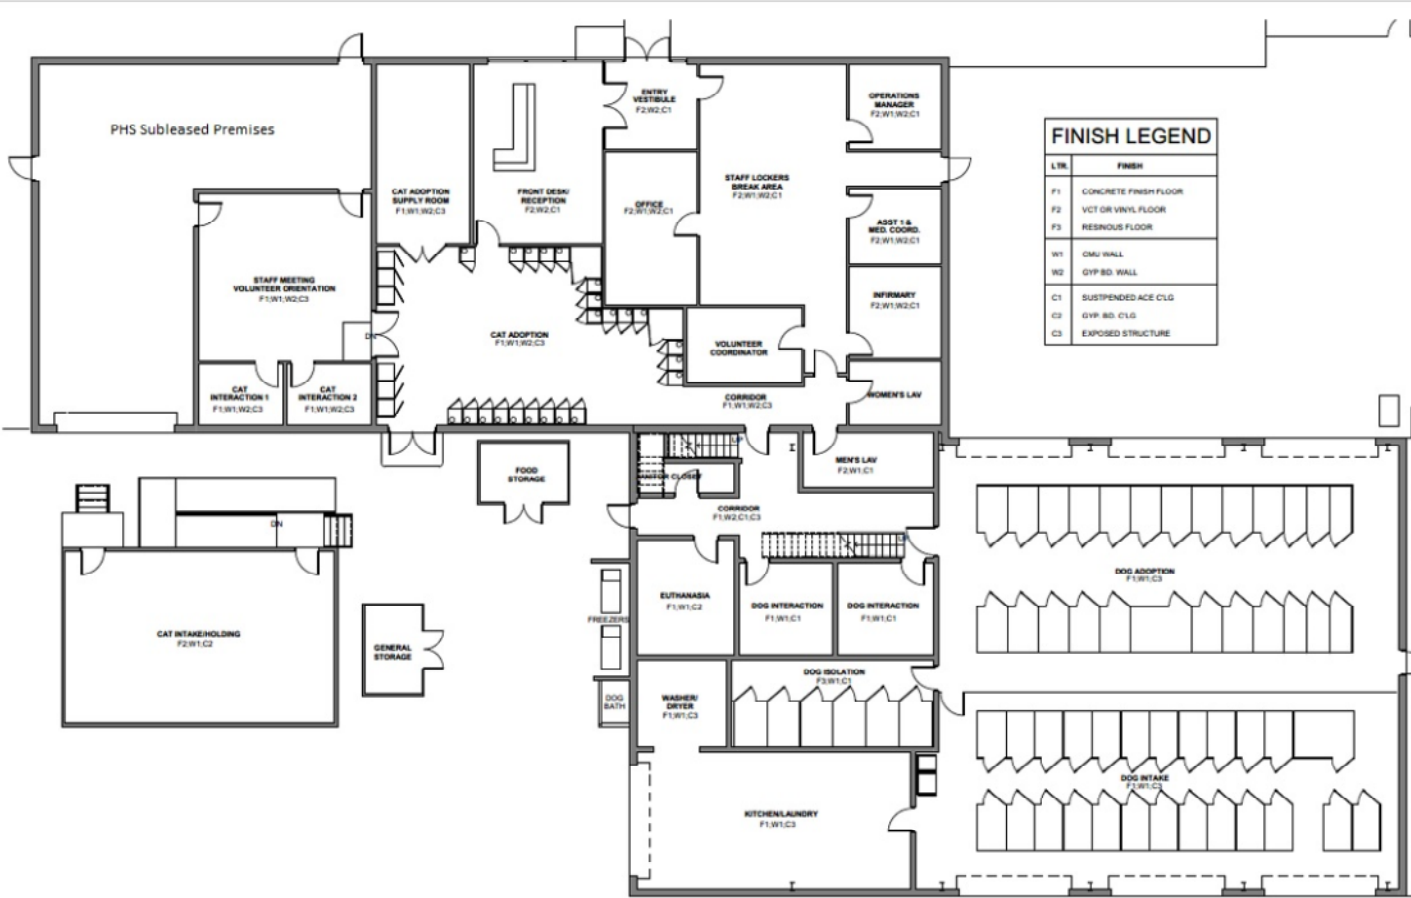 ENTRY
VESTIBULE
F2;W2;C1
OPERATIONS
MANAGER
F2;W1;W2;C1
PHS Subleased Premises
FINISH LEGEND
LTR. FINISH
F1 CONCRETE FINISH FLOOR
F2 VCT OR VINYL FLOOR
F3 RESINOUS FLOOR
W1 CMU WALL
W2 GYP BD. WALL
C1 SUSTPENDED ACE C'LG
C2 GYP. BD. C'LG
C3 EXPOSED STRUCTURE
CAT ADOPTION
SUPPLY ROOM
F1;W1;W2;C3
FRONT DESK/
RECEPTION
F2;W2;C1
OFFICE
F2;W1;W2;C1
STAFF LOCKERS
BREAK AREA
F2;W1;W2;C1
ASST 1 &
MED. COORD.
F2;W1;W2;C1
STAFF MEETING
VOLUNTEER ORIENTATION
F1;W1;W2;C3
INFIRMARY
F2;W1;W2;C1
DN
CAT ADOPTION
F1;W1;W2;C3
VOLUNTEER
COORDINATOR
CAT
INTERACTION 1
F1;W1;W2;C3
CAT
INTERACTION 2
F1;W1;W2;C3
CORRIDOR
F1;W1;W2;C3
WOMEN'S LAV
UP
FOOD
STORAGE
MEN'S LAV
F2;W1;C1
CLOSET
CORRIDOR
F1;W2;C1;C3
DN
UP
DOG ADOPTION
F1;W1;C3
EUTHANASIA
F1;W1;C2
DOG INTERACTION
F1;W1;C1
DOG INTERACTION
F1;W1;C1
FREEZERS
CAT INTAKE/HOLDING
F2;W1;C2
GENERAL
STORAGE
DOG ISOLATION
F3;W1;C1
DOG
BATH
WASHER/
DRYER
F1;W1;C3
DOG INTAKE
F1;W1;C3
KITCHEN/LAUNDRY
F1;W1;C3